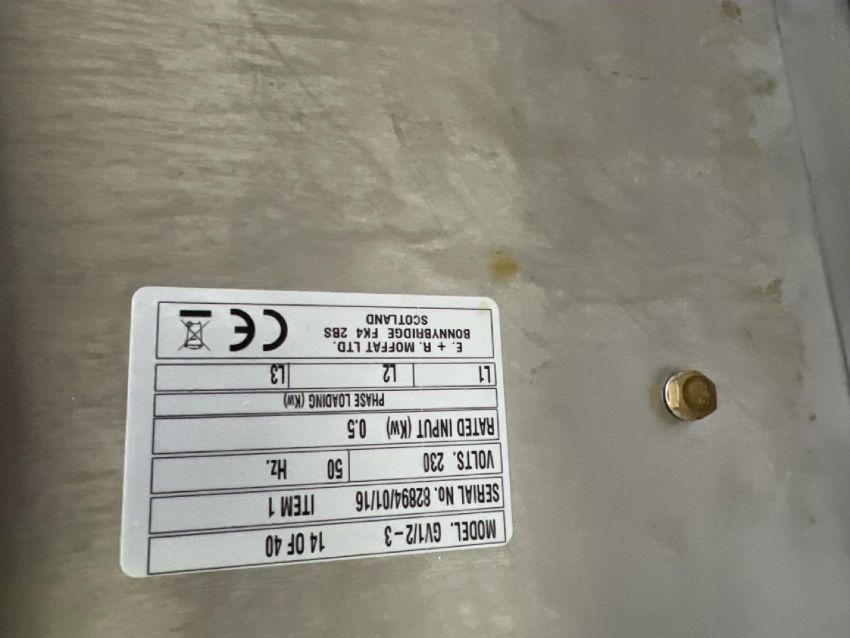 MODEL. GV1/2-3 14 OF 40
SERIAL No. 82894/01/16 ITEM 1
VOLTS. 230 50 Hz.
RATED INPUT (Kw) 0.5
PHASE LOADING (Kw)
L1 L2 L3
E. + R. MOFFAT LTD.
BONNYBRIDGE FK4 2BS
SCOTLAND
CE